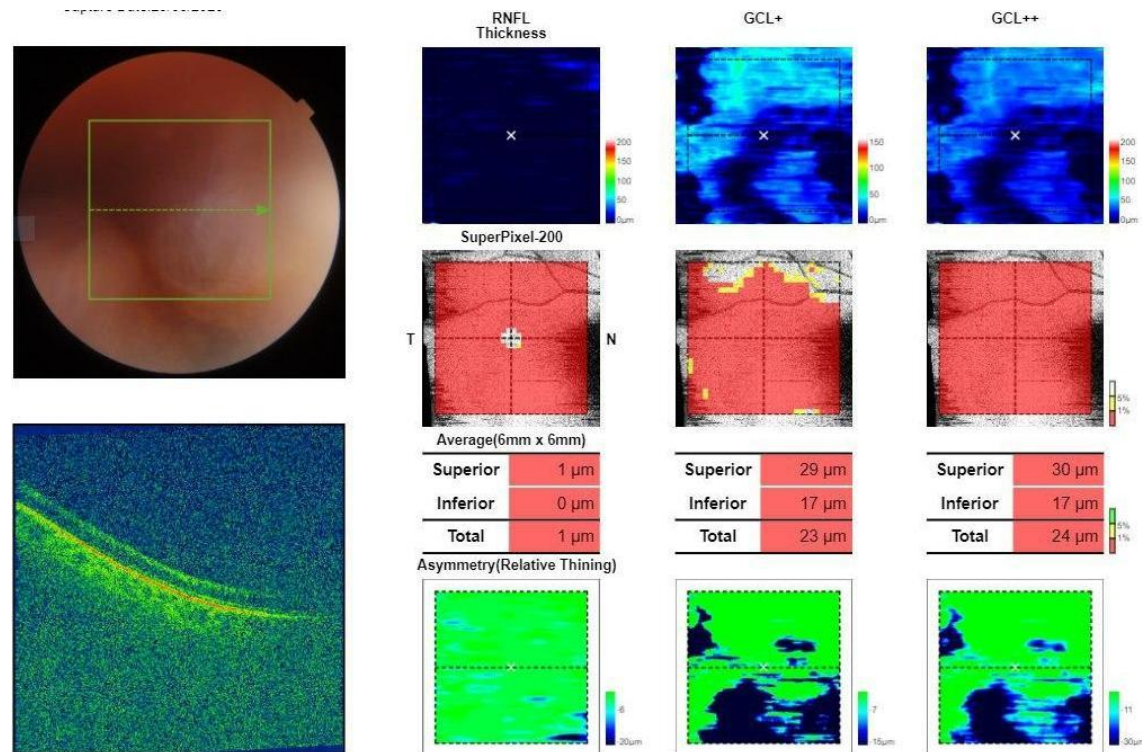 RNFL Thickness
GCL+
GCL++
200
150
100
50
0µm
150
100
50
0µm
200
150
100
50
0µm
SuperPixel-200
T
N
5%
1%
Average(6mm x 6mm)
Superior 1 µm
Inferior 0 µm
Total 1 µm
Superior 29 µm
Inferior 17 µm
Total 23 µm
Superior 30 µm
Inferior 17 µm
Total 24 µm
5%
1%
Asymmetry(Relative Thining)
-6
-20µm
-7
-15µm
-11
-30µm